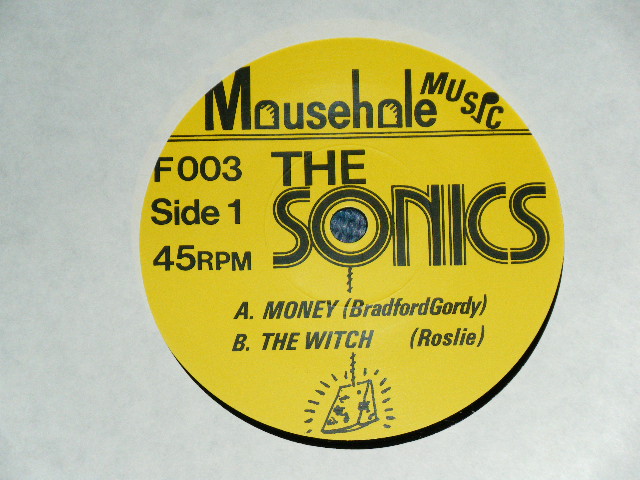 Mousehole MUSIC
F003
Side 1
45RPM
THE
SONICS
A. MONEY (BradfordGordy)
B. THE WITCH (Roslie)